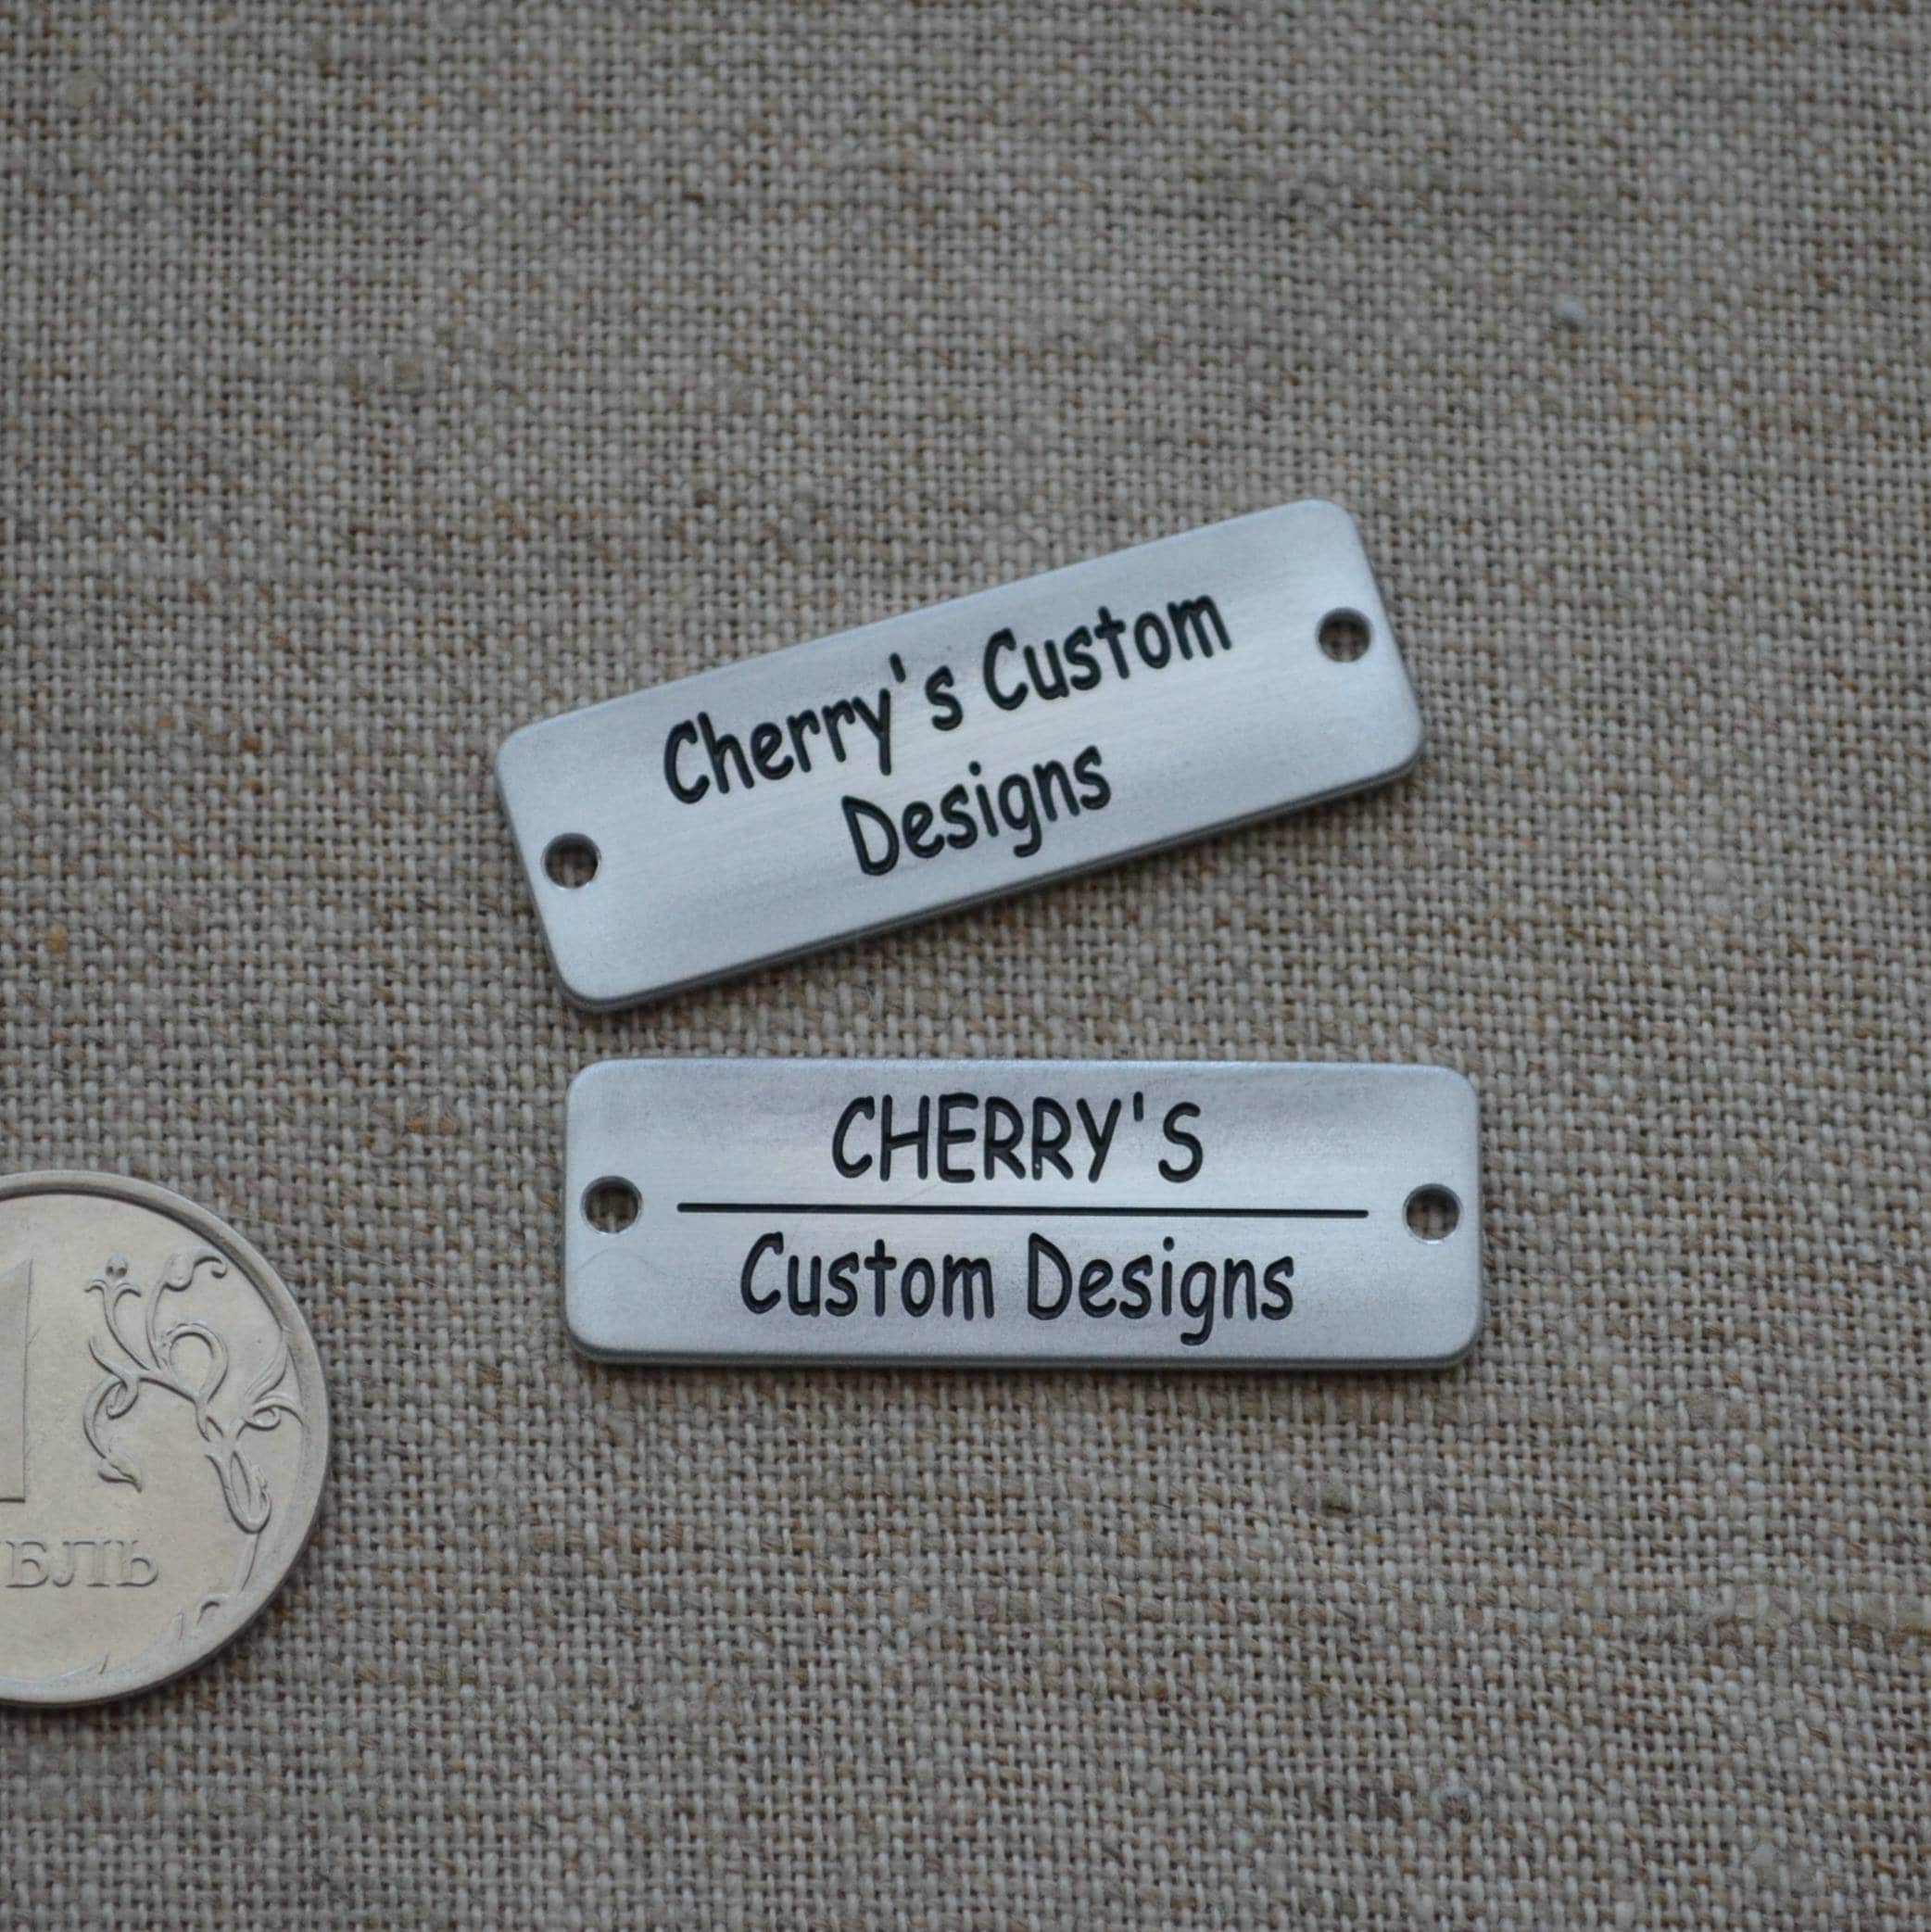 Cherry's Custom
Designs
CHERRY'S
Custom Designs
1
БЛЬ